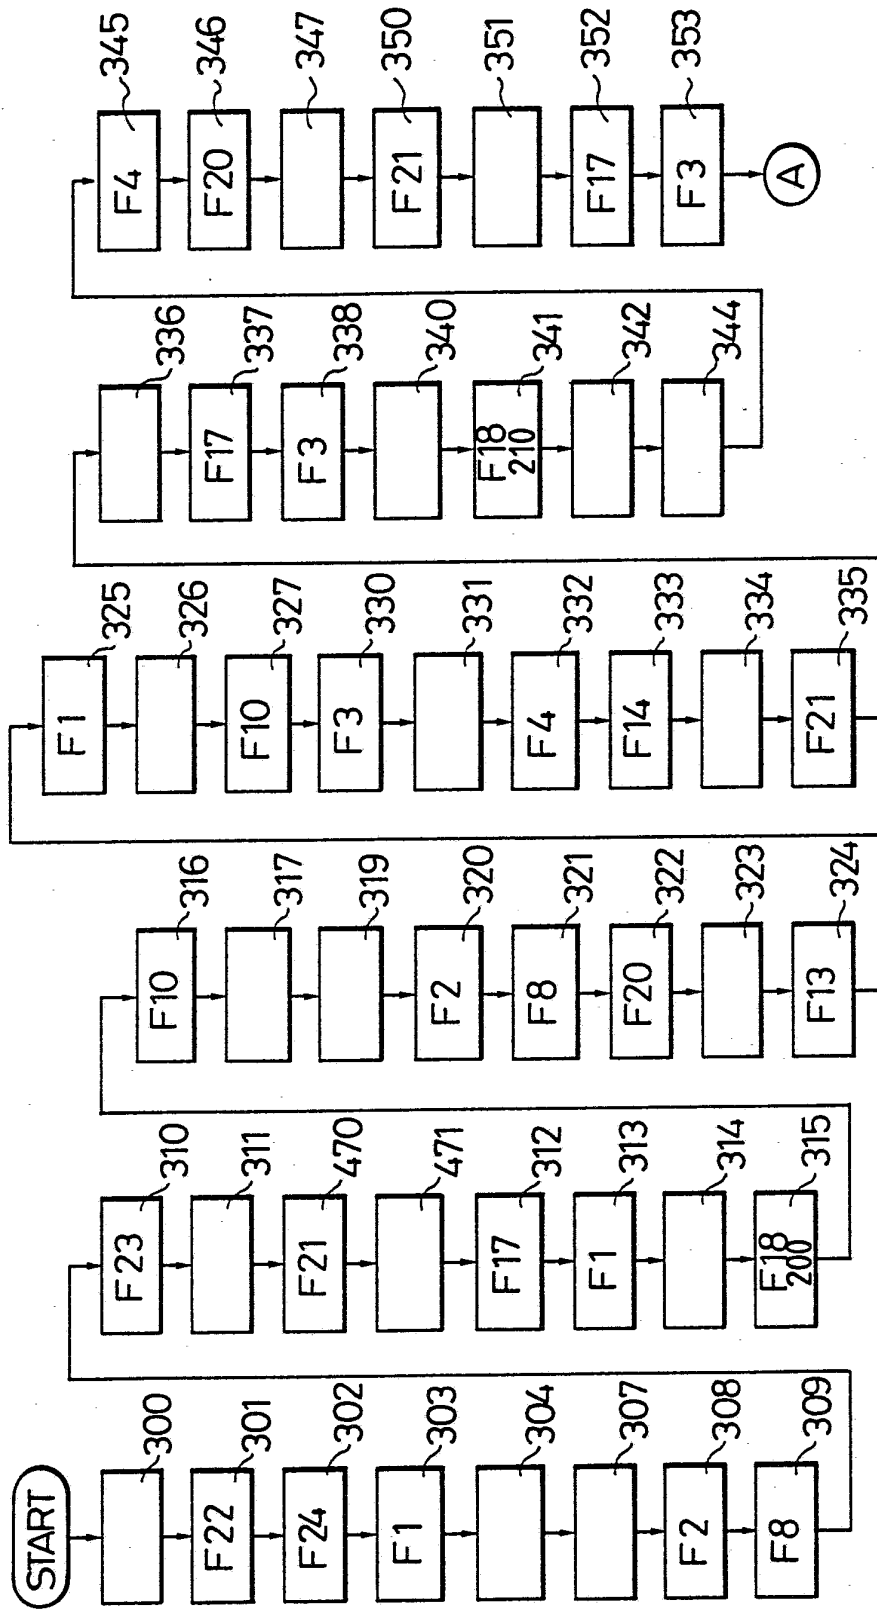 START
300
F22 301
F24 302
F1 303
304
307
F2 308
F8 309
F23 310
311
F21 470
471
F17 312
F1 313
314
F18 315
200
F10 316
317
319
F2 320
F8 321
F20 322
323
F13 324
F1 325
326
F10 327
F3 330
331
F4 332
F14 333
334
F21 335
336
F17 337
F3 338
340
F18 341
210
342
344
F4 345
F20 346
347
F21 350
351
F17 352
F3 353
A